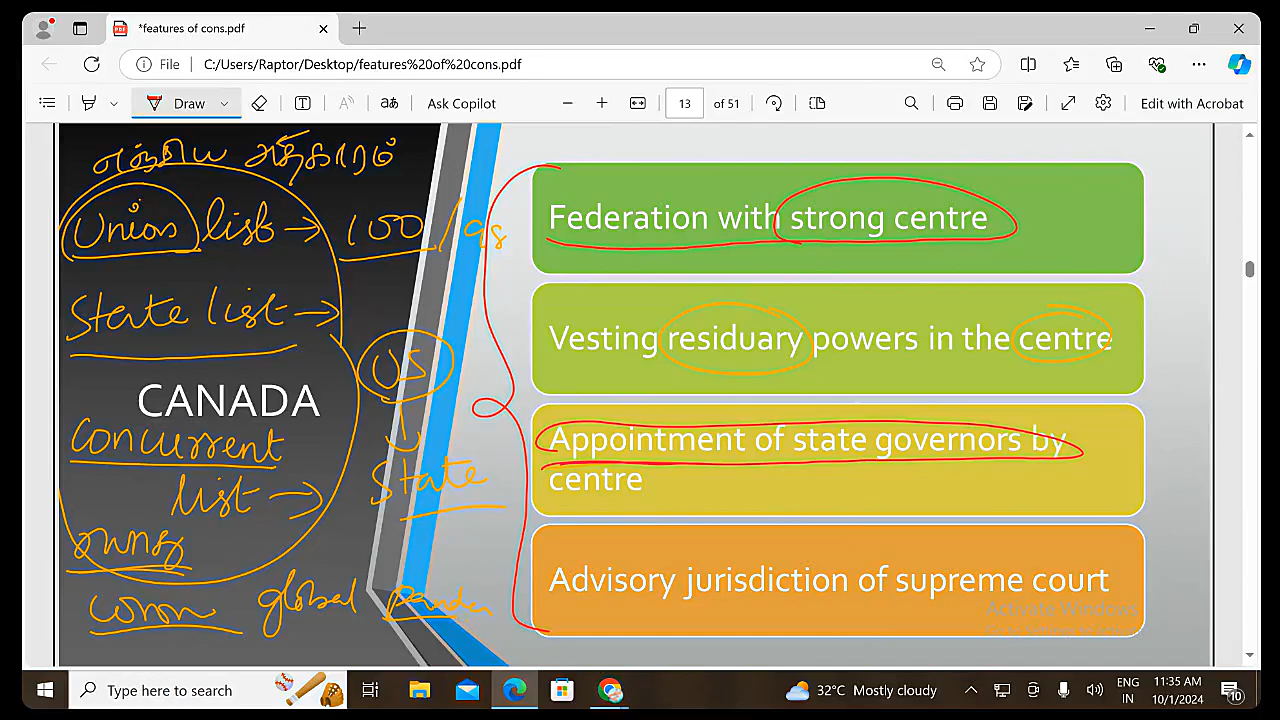 *features of cons.pdf
File C:/Users/Raptor/Desktop/features%20of%20cons.pdf
Draw
Ask Copilot
13 of 51
Edit with Acrobat
எஞ்சிய அதிகாரம்
Union list → 100 /98
State list →
US
State
CANADA
Concurrent
list →
global
Federation with strong centre
Vesting residuary powers in the centre
Appointment of state governors by
centre
Advisory jurisdiction of supreme court
Activate Windows
Type here to search
32°C Mostly cloudy
ENG
IN
11:35 AM
10/1/2024
10